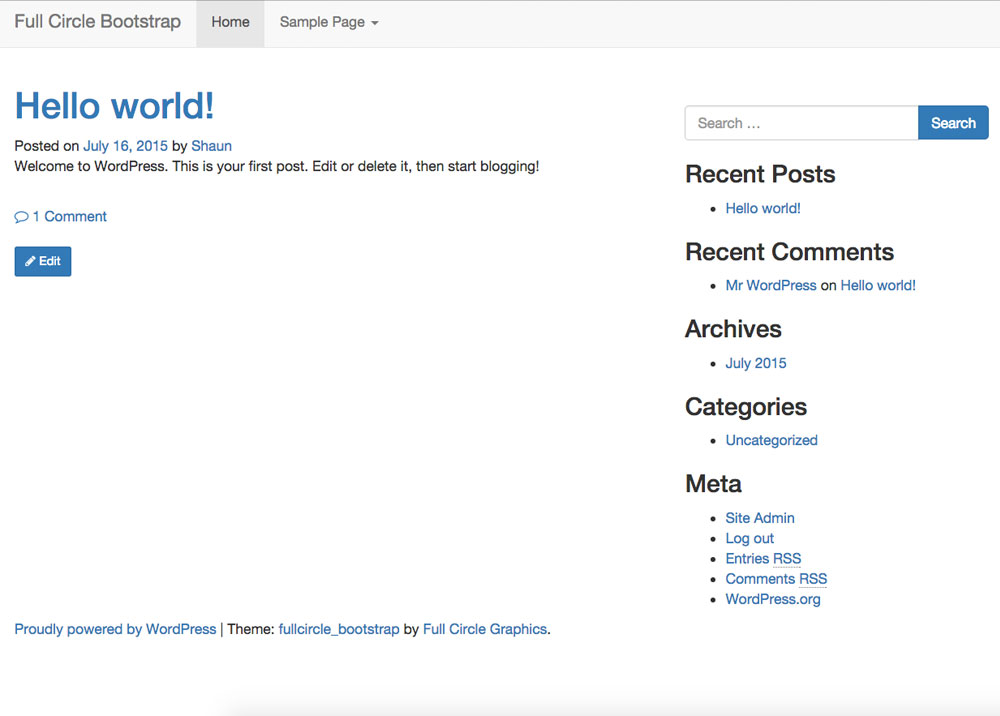 Full Circle Bootstrap Home Sample Page
Hello world!
Posted on July 16, 2015 by Shaun
Welcome to WordPress. This is your first post. Edit or delete it, then start blogging!
1 Comment
Edit
Search …
Search
Recent Posts
Hello world!
Recent Comments
Mr WordPress on Hello world!
Archives
July 2015
Categories
Uncategorized
Meta
Site Admin
Log out
Entries RSS
Comments RSS
WordPress.org
Proudly powered by WordPress | Theme: fullcircle_bootstrap by Full Circle Graphics.